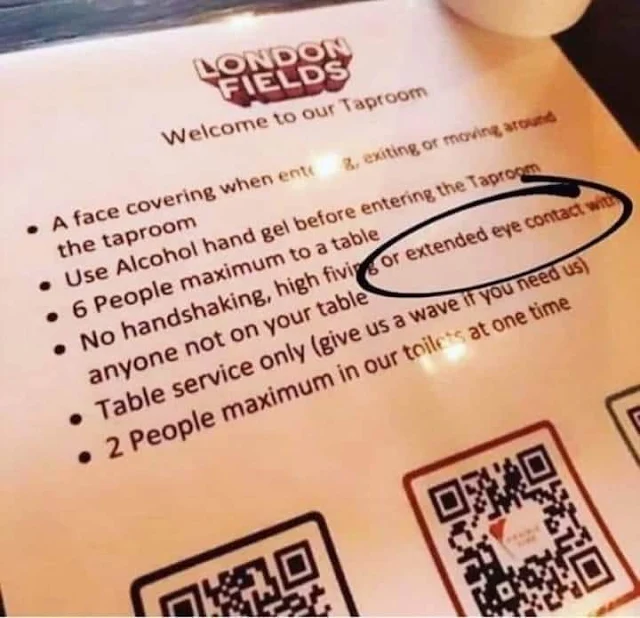 LONDON
FIELDS
Welcome to our Taproom
• A face covering when exiting or moving around
the taproom
• Use Alcohol hand gel before entering the Taproom
• 6 People maximum to a table
• No handshaking, high fiving or extended eye contact with
anyone not on your table
• Table service only (give us a wave if you need us)
• 2 People maximum in our toilets at one time